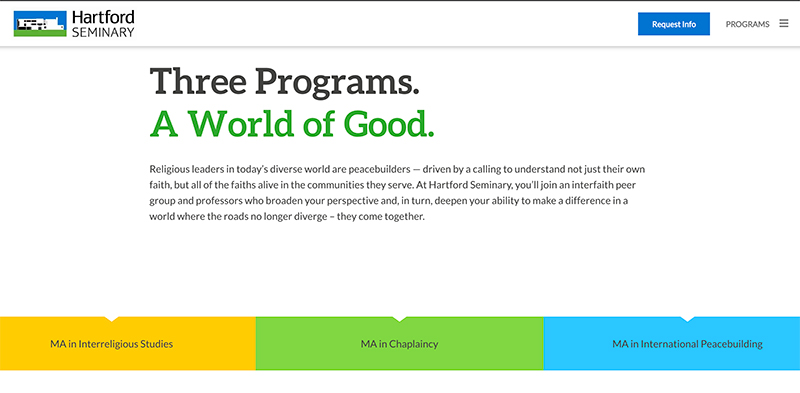 Hartford
SEMINARY
Request Info
PROGRAMS
Three Programs.
A World of Good.
Religious leaders in today's diverse world are peacebuilders — driven by a calling to understand not just their own
faith, but all of the faiths alive in the communities they serve. At Hartford Seminary, you'll join an interfaith peer
group and professors who broaden your perspective and, in turn, deepen your ability to make a difference in a
world where the roads no longer diverge – they come together.
MA in Interreligious Studies
MA in Chaplaincy
MA in International Peacebuilding